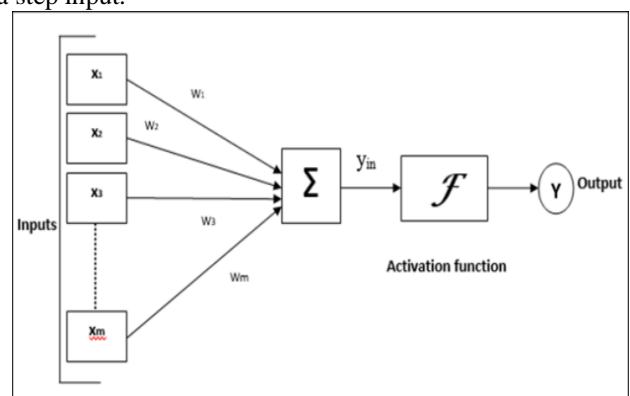 a step input.
X1
W1
X2
W2
yin
Σ
ℱ
Y
Output
X3
Inputs
W3
Activation function
Wm
Xm